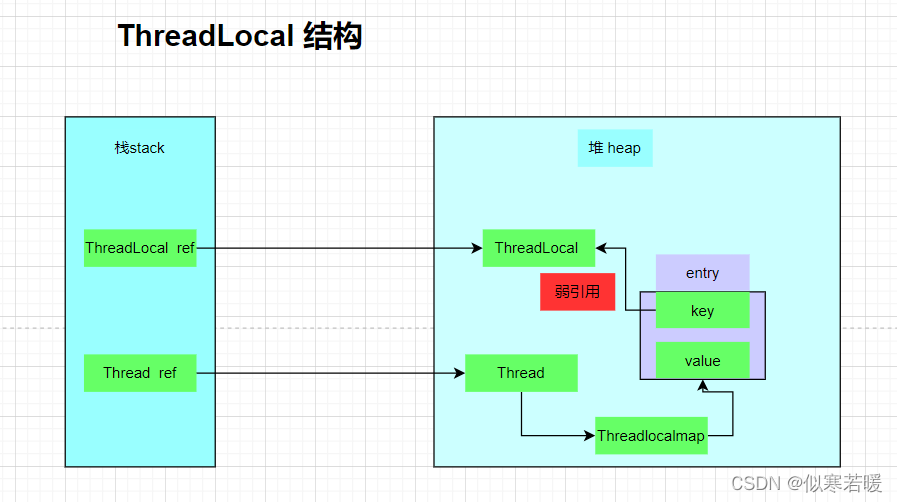 ThreadLocal 结构
栈stack
堆 heap
ThreadLocal ref
ThreadLocal
entry
弱引用
key
value
Thread ref
Thread
Threadlocalmap
CSDN @似寒若暖